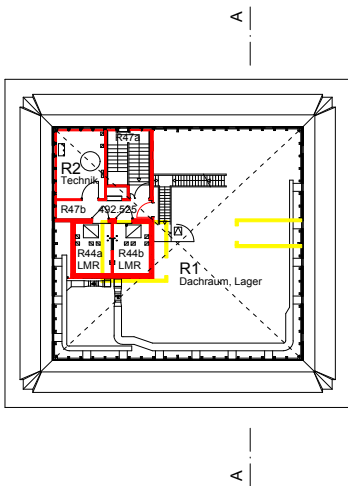 A
R47a
R2
Technik
R47b
492.525
R44a
LMR
R44b
LMR
R1
Dachraum, Lager
A